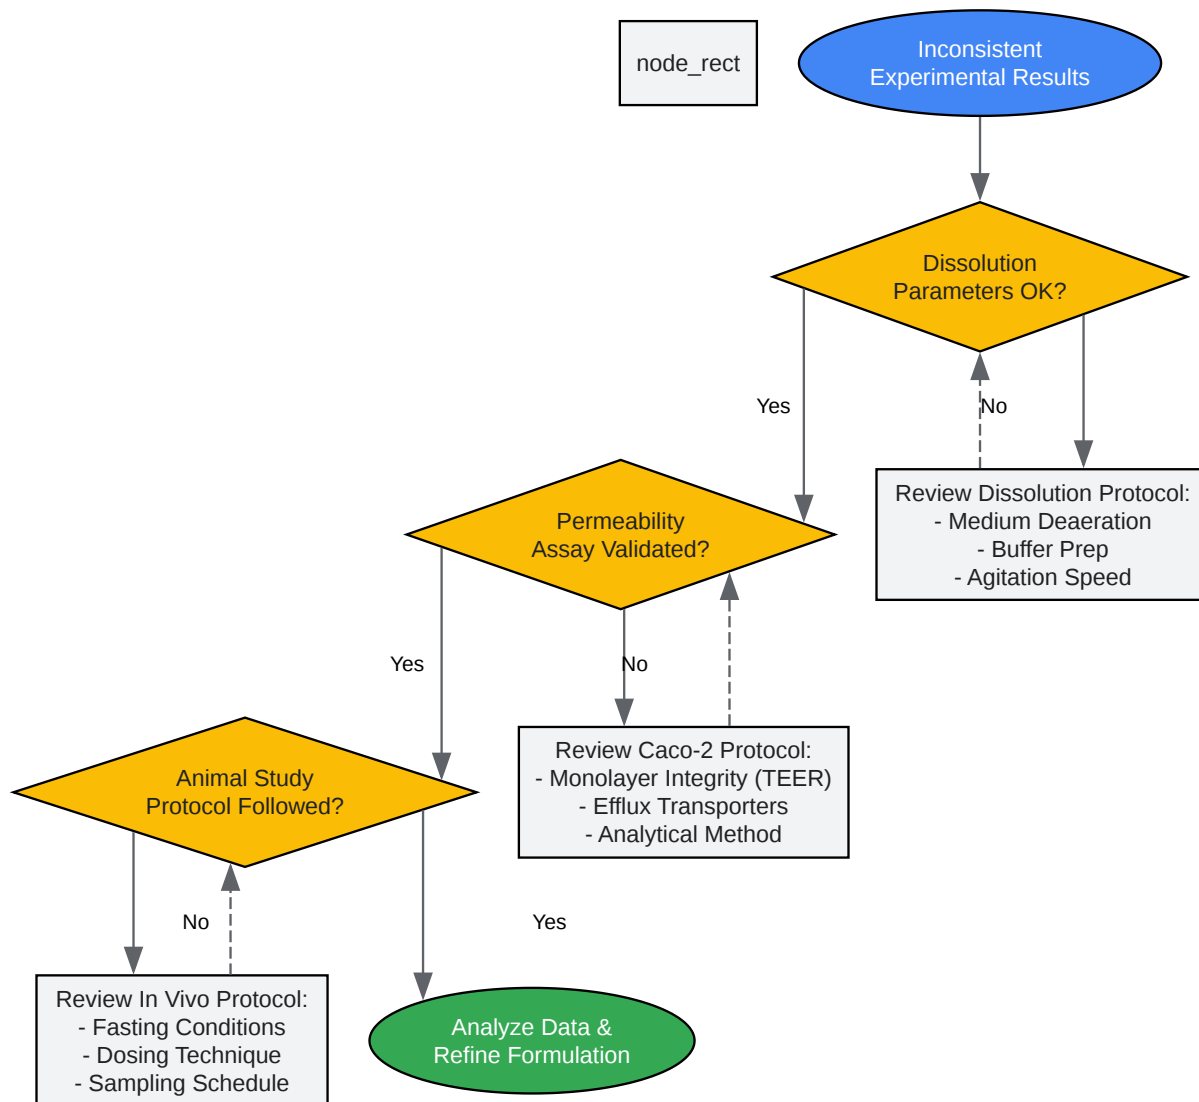 node_rect
Inconsistent
Experimental Results
Dissolution
Parameters OK?
Yes
No
Review Dissolution Protocol:
- Medium Deaeration
- Buffer Prep
- Agitation Speed
Permeability
Assay Validated?
Yes
No
Review Caco-2 Protocol:
- Monolayer Integrity (TEER)
- Efflux Transporters
- Analytical Method
Animal Study
Protocol Followed?
No
Yes
Review In Vivo Protocol:
- Fasting Conditions
- Dosing Technique
- Sampling Schedule
Analyze Data &
Refine Formulation